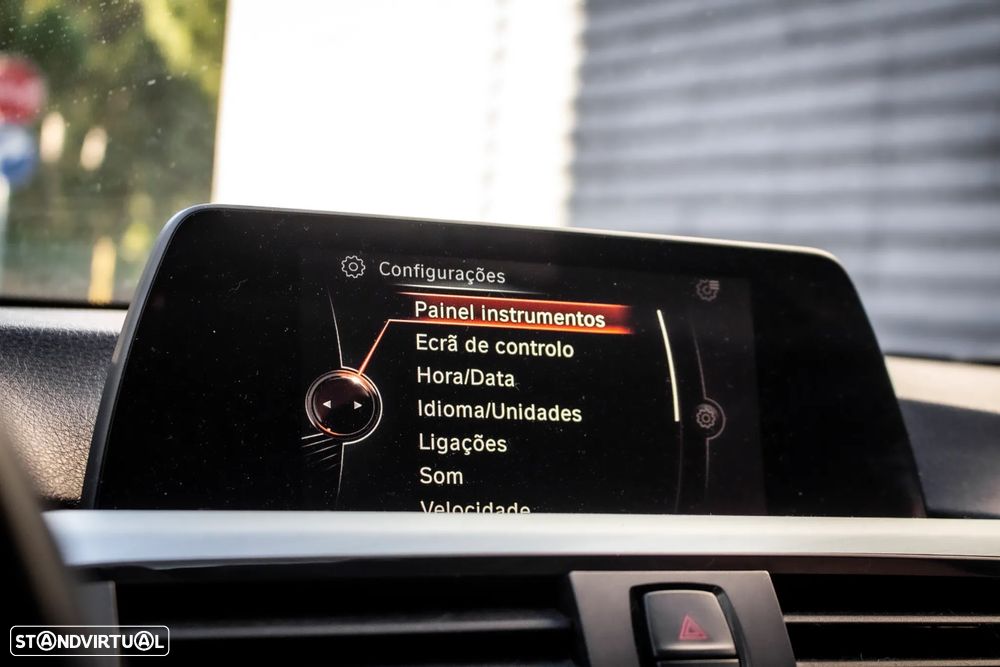 Configurações
Painel instrumentos
Ecrã de controlo
Hora/Data
Idioma/Unidades
Ligações
Som
Velocidade
STANDVIRTUAL